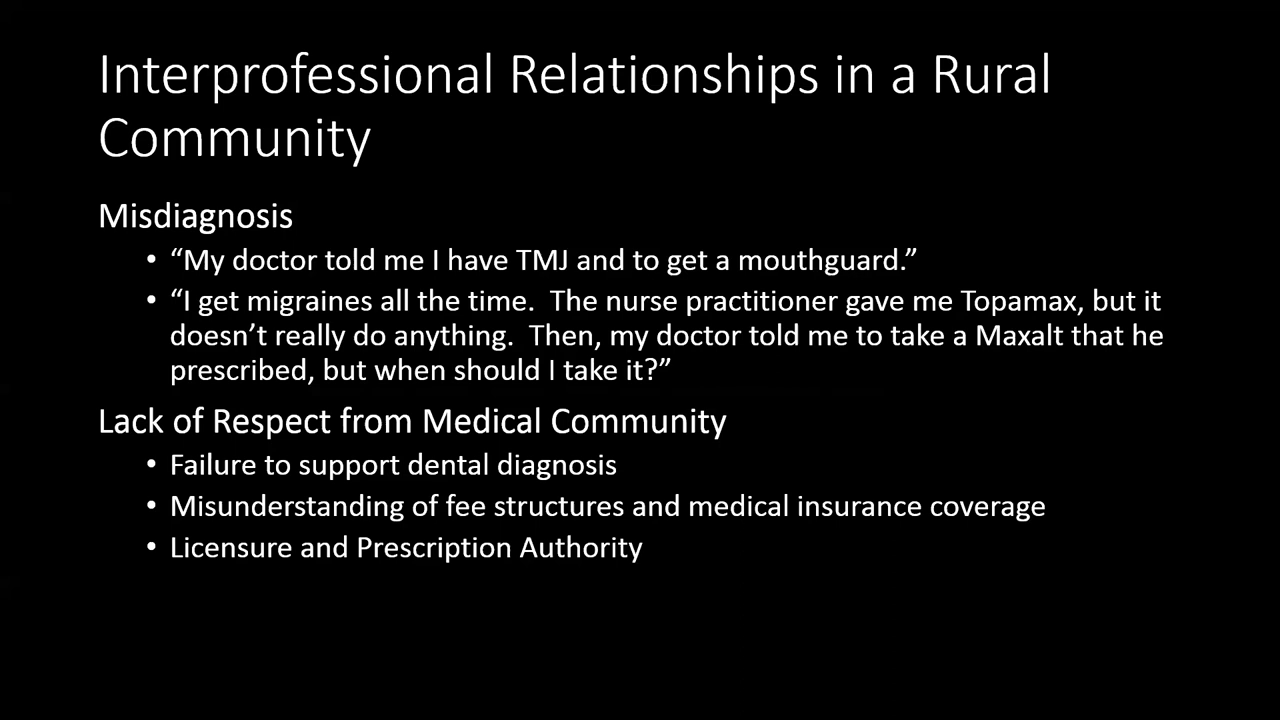 Interprofessional Relationships in a Rural
Community
Misdiagnosis
• “My doctor told me I have TMJ and to get a mouthguard.”
• “I get migraines all the time.  The nurse practitioner gave me Topamax, but it
doesn’t really do anything.  Then, my doctor told me to take a Maxalt that he
prescribed, but when should I take it?”
Lack of Respect from Medical Community
• Failure to support dental diagnosis
• Misunderstanding of fee structures and medical insurance coverage
• Licensure and Prescription Authority